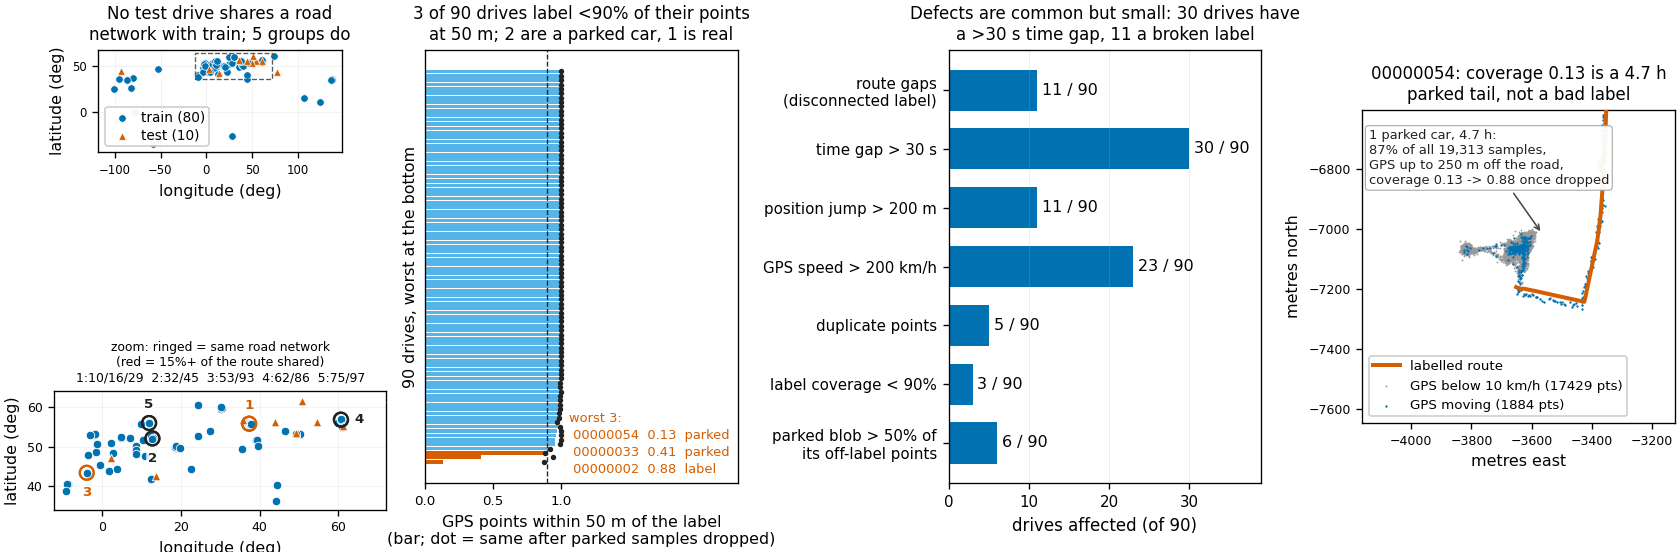 No test drive shares a road
network with train; 5 groups do
latitude (deg)
50
0
train (80)
test (10)
−100
−50
0
50
100
longitude (deg)
zoom: ringed = same road network
(red = 15%+ of the route shared)
1:10/16/29 2:32/45 3:53/93 4:62/86 5:75/97
latitude (deg)
60
50
40
5
1
4
2
3
0
20
40
60
longitude (deg)
3 of 90 drives label <90% of their points
at 50 m; 2 are a parked car, 1 is real
90 drives, worst at the bottom
worst 3:
00000054 0.13 parked
00000033 0.41 parked
00000002 0.88 label
0.0
0.5
1.0
GPS points within 50 m of the label
(bar; dot = same after parked samples dropped)
Defects are common but small: 30 drives have
a >30 s time gap, 11 a broken label
route gaps
(disconnected label)
11 / 90
time gap > 30 s
30 / 90
position jump > 200 m
11 / 90
GPS speed > 200 km/h
23 / 90
duplicate points
5 / 90
label coverage < 90%
3 / 90
parked blob > 50% of
its off-label points
6 / 90
0
10
20
30
drives affected (of 90)
00000054: coverage 0.13 is a 4.7 h
parked tail, not a bad label
1 parked car, 4.7 h:
87% of all 19,313 samples,
GPS up to 250 m off the road,
coverage 0.13 -> 0.88 once dropped
metres north
−6800
−7000
−7200
−7400
−7600
labelled route
GPS below 10 km/h (17429 pts)
GPS moving (1884 pts)
−4000
−3800
−3600
−3400
−3200
metres east